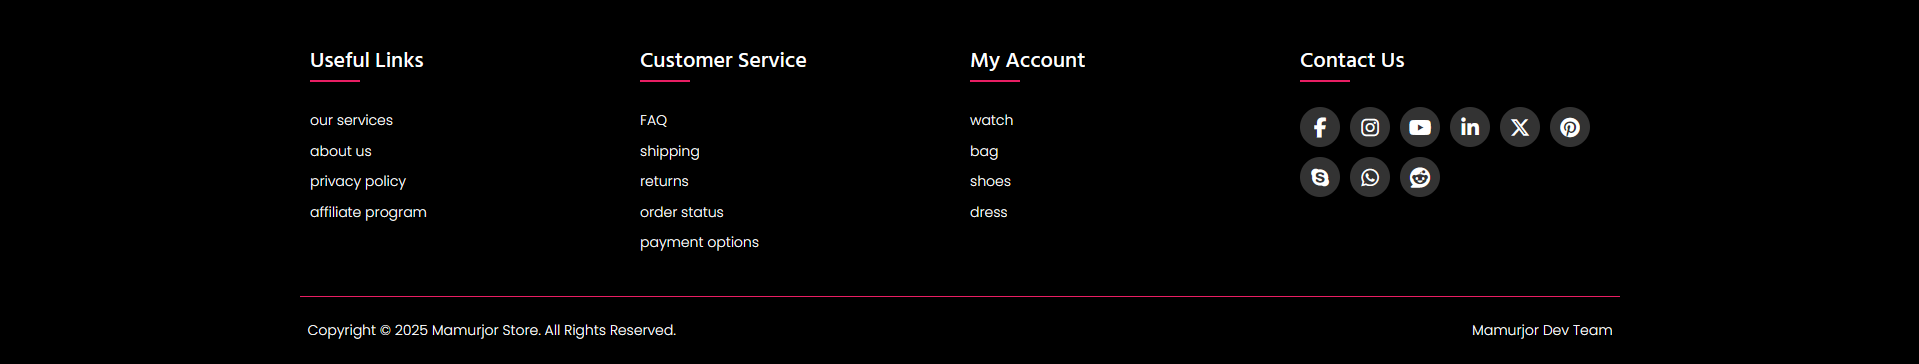 Useful Links
our services
about us
privacy policy
affiliate program
Customer Service
FAQ
shipping
returns
order status
payment options
My Account
watch
bag
shoes
dress
Contact Us
Copyright © 2025 Mamurjor Store. All Rights Reserved.
Mamurjor Dev Team